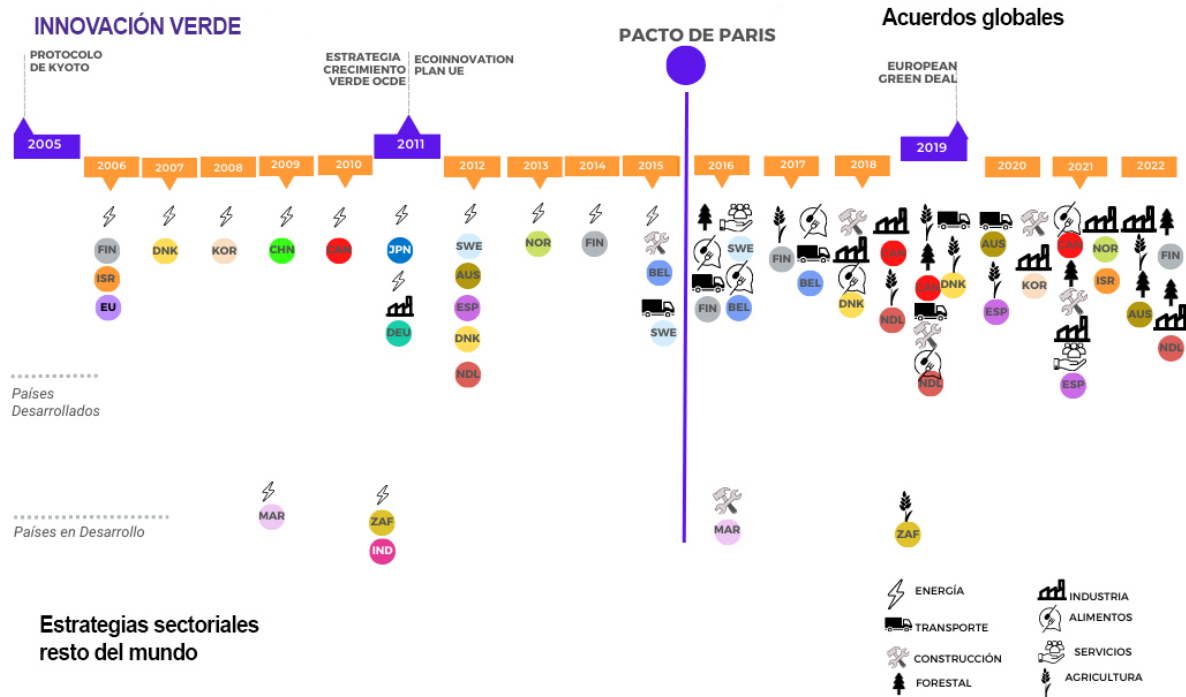 INNOVACIÓN VERDE
Acuerdos globales
PACTO DE PARIS
PROTOCOLO
DE KYOTO
ESTRATEGIA
CRECIMIENTO
VERDE OCDE
ECOINNOVATION
PLAN UE
EUROPEAN
GREEN DEAL
2005
2006
2007
2008
2009
2010
2011
2012
2013
2014
2015
2016
2017
2018
2019
2020
2021
2022
FIN
ISR
EU
DNK
KOR
CHN
CAN
JPN
DEU
SWE
AUS
ESP
DNK
NDL
NOR
FIN
BEL
SWE
FIN
SWE
BEL
FIN
BEL
DNK
CAN
NDL
CAN
NDL
DNK
AUS
ESP
KOR
CAN
ESP
NOR
ISR
AUS
FIN
NDL
Países
Desarrollados
MAR
ZAF
IND
MAR
ZAF
Países en Desarrollo
Estrategias sectoriales
resto del mundo
ENERGÍA
TRANSPORTE
CONSTRUCCIÓN
FORESTAL
INDUSTRIA
ALIMENTOS
SERVICIOS
AGRICULTURA